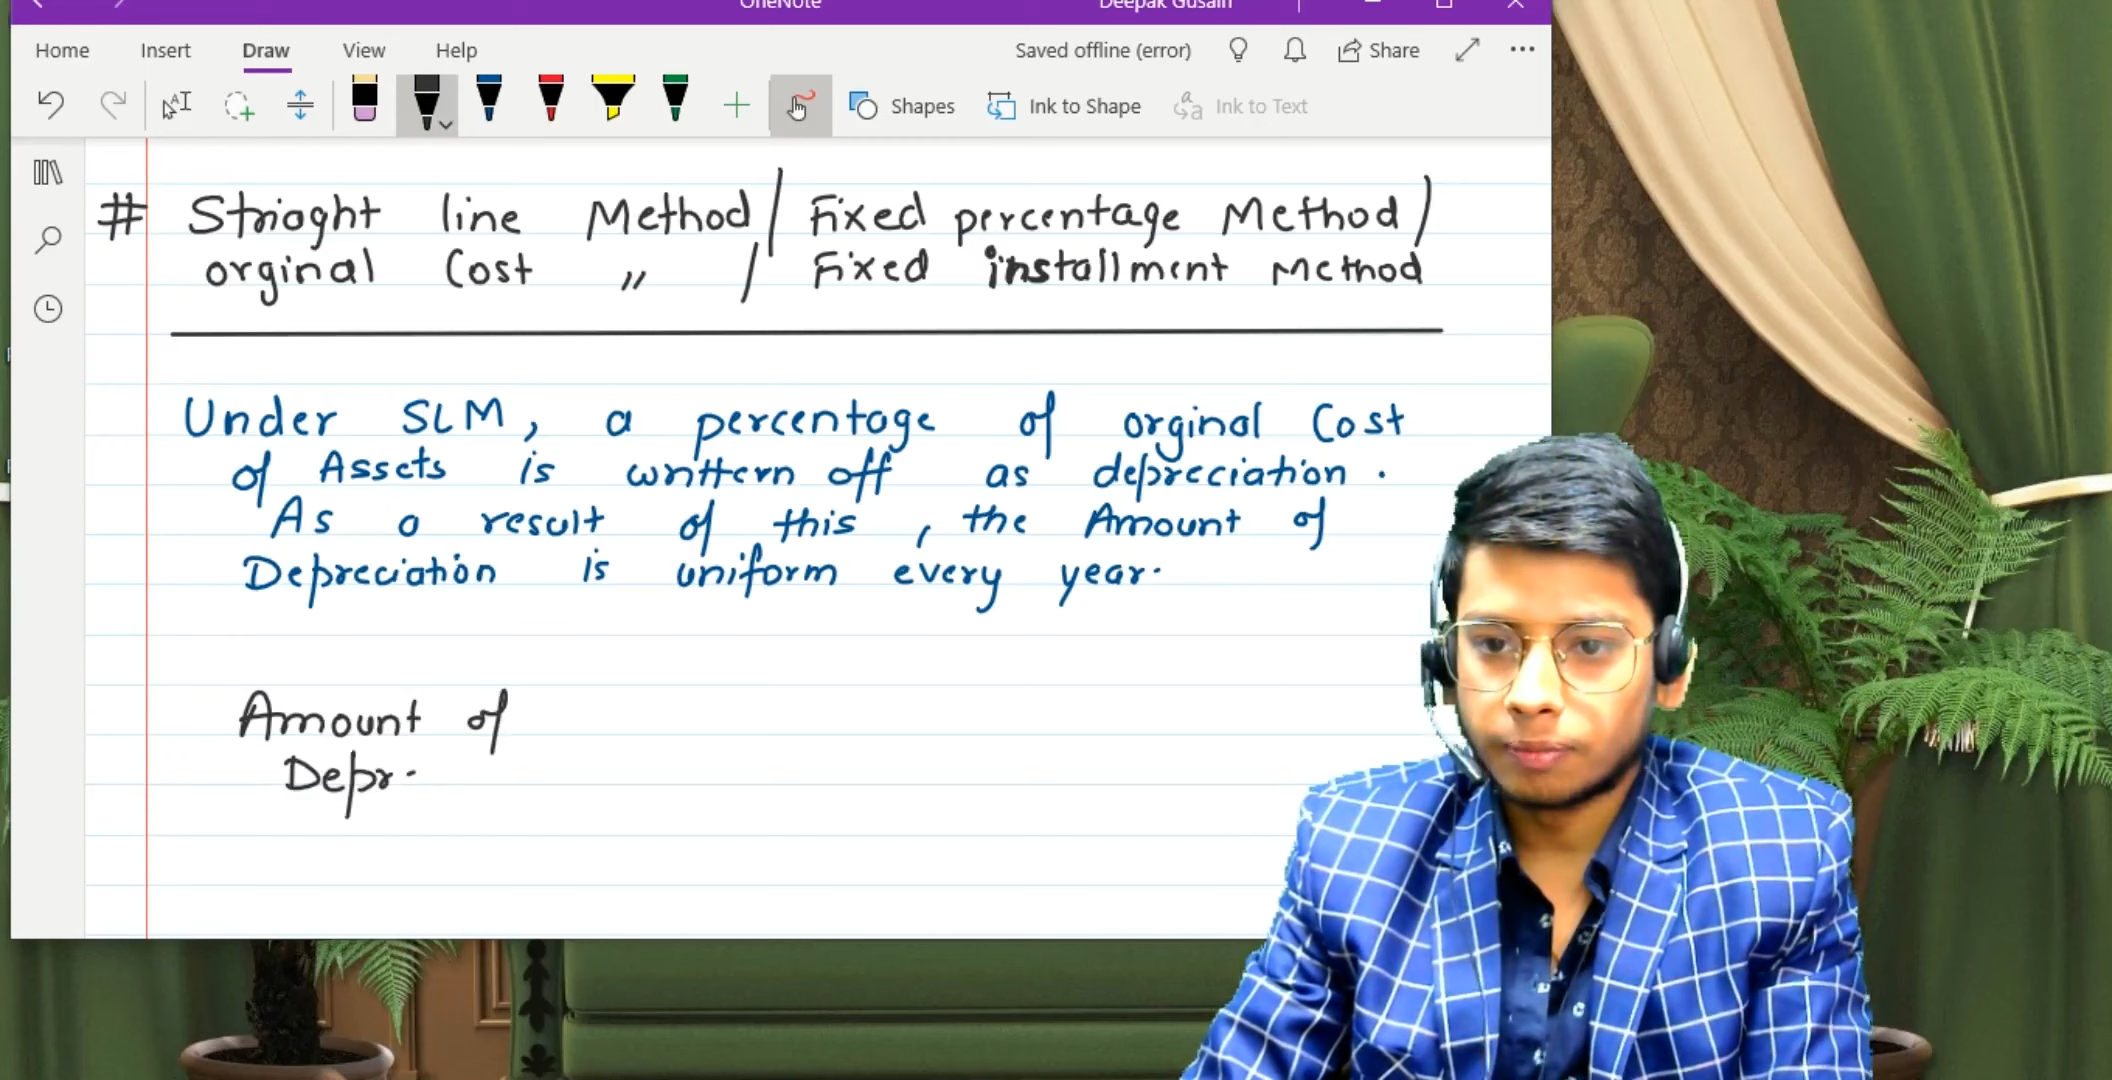 OneNote
Deepak Gusain
Home Insert Draw View Help
Saved offline (error) Share
Shapes Ink to Shape Ink to Text
# Strioght line Method / Fixed percentage Method /
orginal Cost " / Fixed installment Method
Under SLM, a percentage of orginal Cost
of Assets is writtern off as depreciation.
As a result of this, the Amount of
Depreciation is uniform every year.
Amount of
Depr.